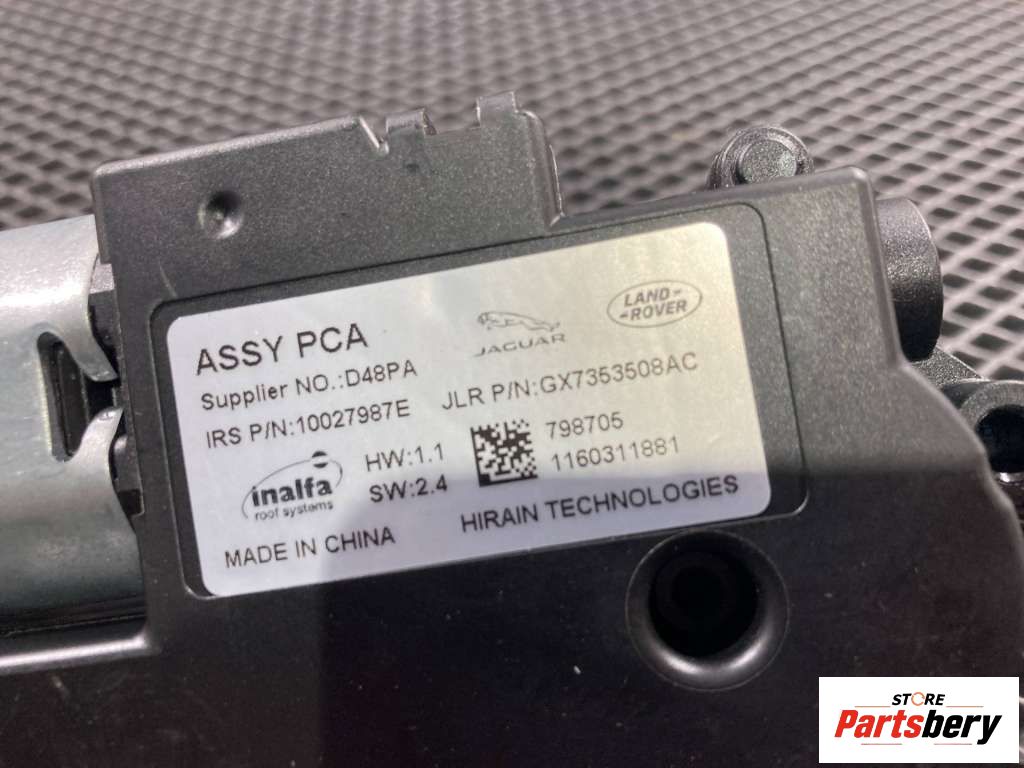 ASSY PCA
JAGUAR
LAND-
-ROVER
Supplier NO.:D48PA
JLR P/N:GX7353508AC
IRS P/N:10027987E
798705
1160311881
HW:1.1
SW:2.4
inalfa
roof systems
MADE IN CHINA
HIRAIN TECHNOLOGIES
STORE
Partsbery